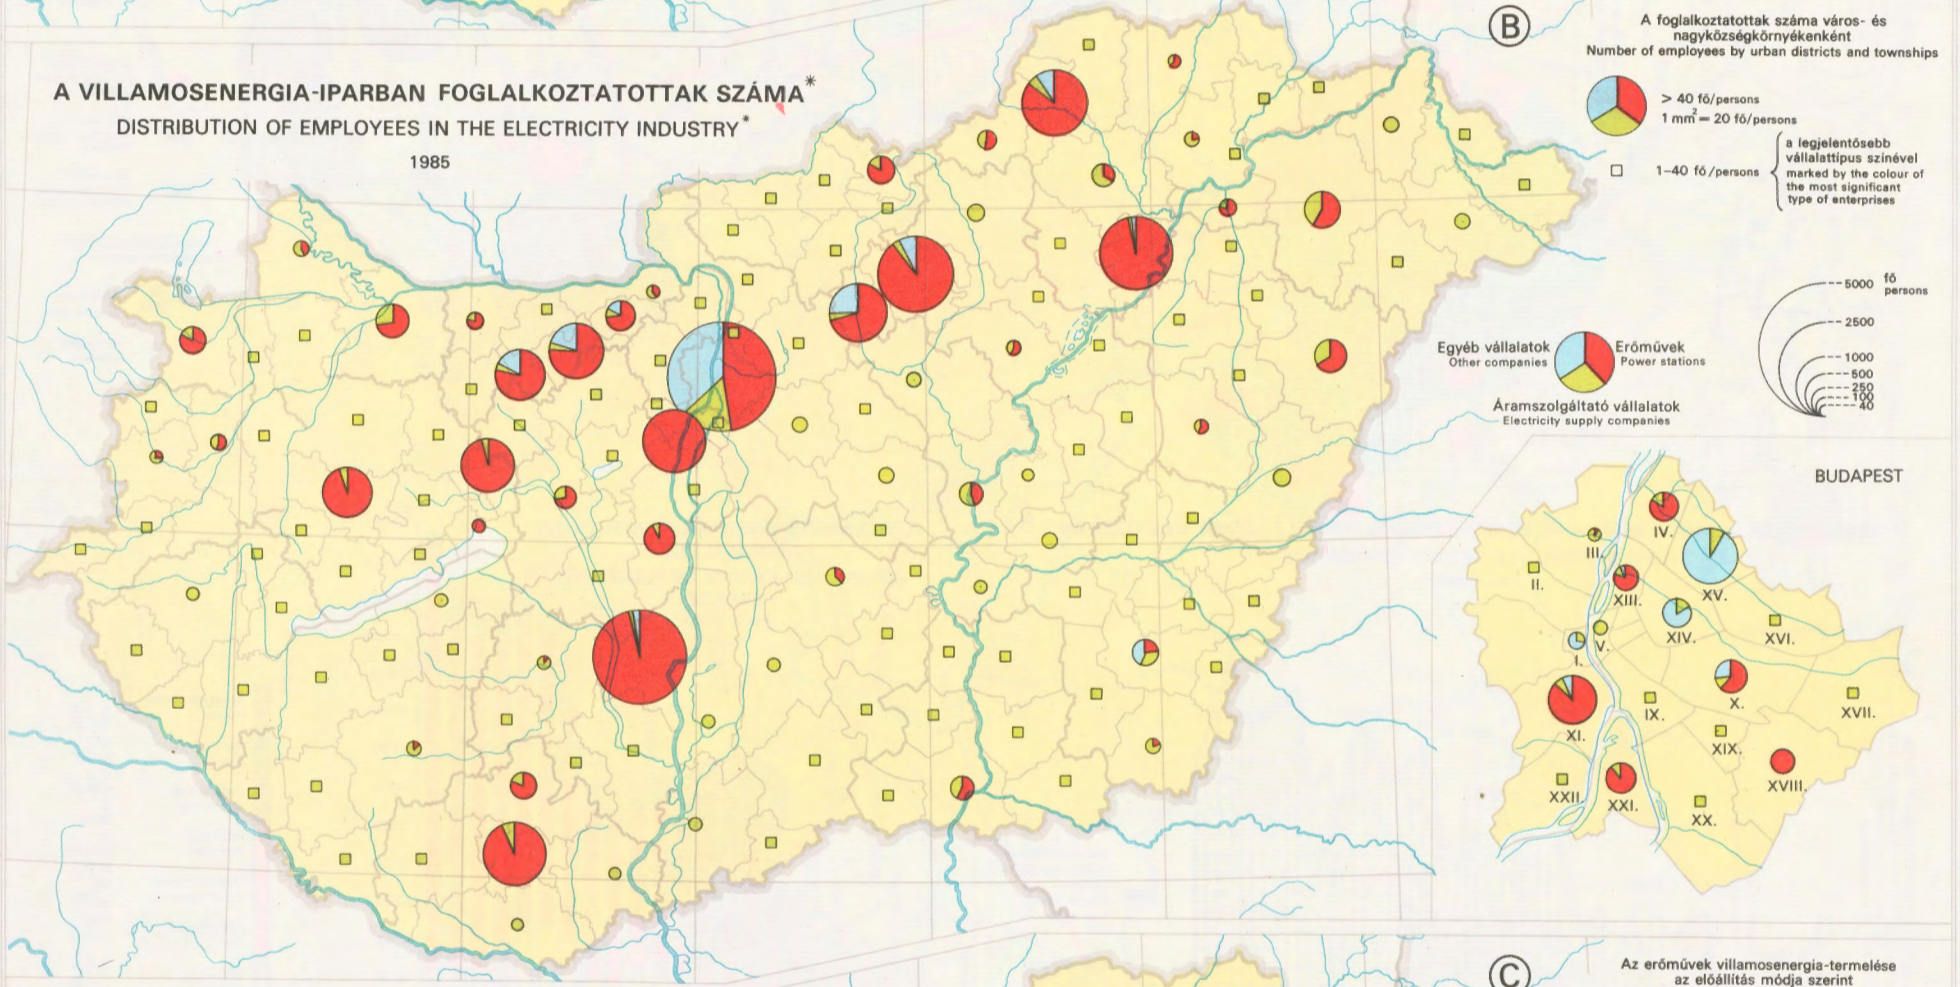 A VILLAMOSENERGIA-IPARBAN FOGLALKOZTATOTTAK SZÁMA*
DISTRIBUTION OF EMPLOYEES IN THE ELECTRICITY INDUSTRY*
1985
B
A foglalkoztatottak száma város- és
nagyközségkörnyékenként
Number of employees by urban districts and townships
> 40 fő/persons
1 mm² = 20 fő/persons
1-40 fő/persons
a legjelentősebb
vállalattípus színével
marked by the colour of
the most significant
type of enterprises
5000 fő
persons
2500
1000
500
250
100
40
Egyéb vállalatok
Other companies
Erőművek
Power stations
Áramszolgáltató vállalatok
Electricity supply companies
BUDAPEST
IV.
III.
II.
XIII.
XV.
XIV.
XVI.
V.
I.
X.
XVII.
IX.
XI.
XIX.
XVIII.
XXII
XXI.
XX.
C
Az erőművek villamosenergia-termelése
az előállítás módja szerint